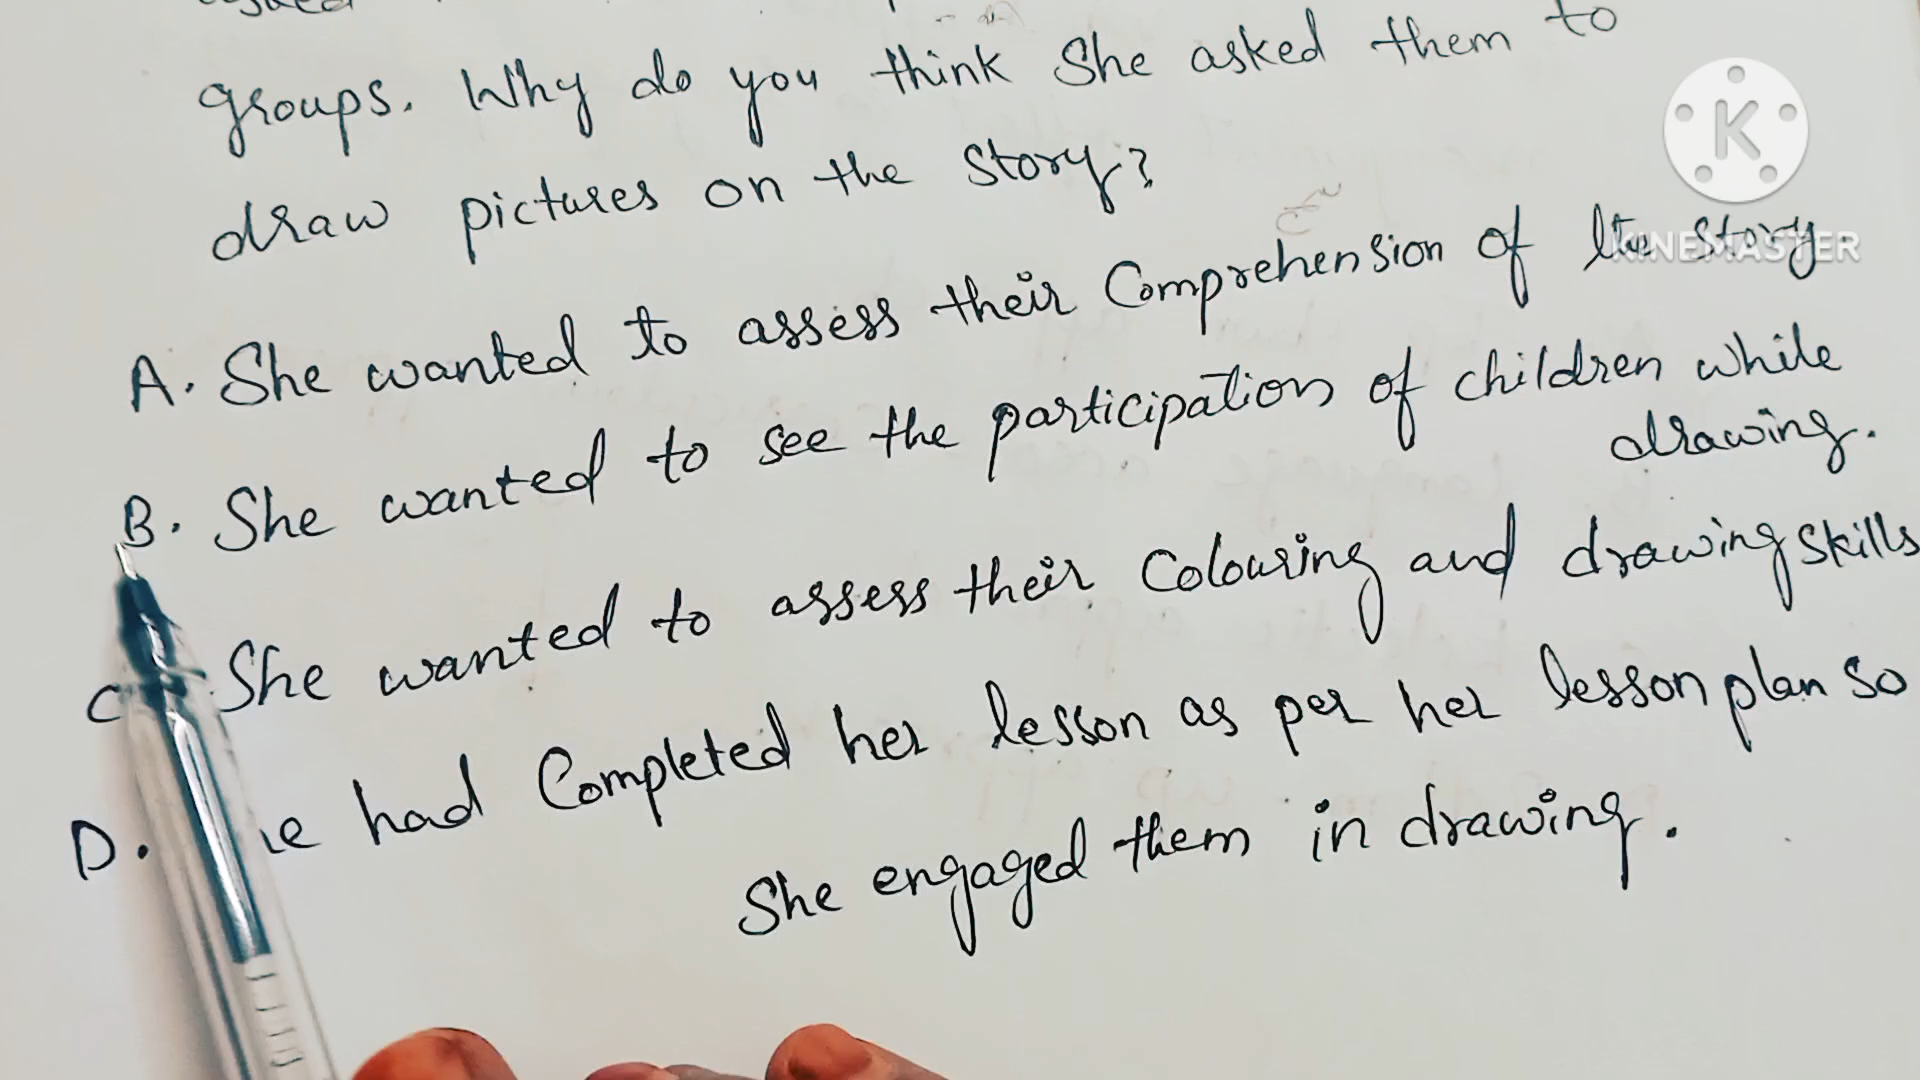 groups. Why do you think She asked them to
draw pictures on the story?
A. She wanted to assess their Comprehension of the story.
B. She wanted to see the participation of children while
drawing.
C. She wanted to assess their Colouring and drawing skills
D. had Completed her lesson as per her lesson plan so
She engaged them in drawing.
K
KINEMASTER